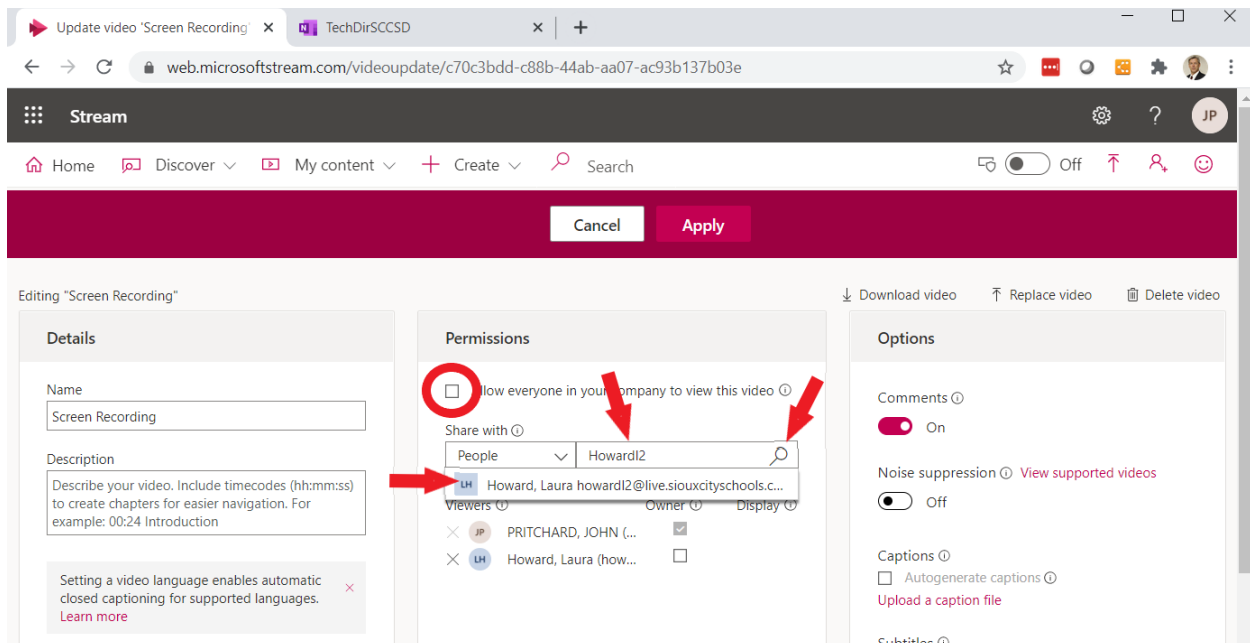 Update video 'Screen Recording'
TechDirSCCSD
web.microsoftstream.com/videoupdate/c70c3bdd-c88b-44ab-aa07-ac93b137b03e
Stream
JP
Home Discover My content Create Search Off
Cancel Apply
Editing "Screen Recording"
Download video Replace video Delete video
Details
Name
Screen Recording
Description
Describe your video. Include timecodes (hh:mm:ss)
to create chapters for easier navigation. For
example: 00:24 Introduction
Setting a video language enables automatic
closed captioning for supported languages.
Learn more
Permissions
llow everyone in your company to view this video
Share with
People Howardl2
LH Howard, Laura howardl2@live.siouxcityschools.c...
Viewers Owner Display
JP PRITCHARD, JOHN (...
LH Howard, Laura (how...
Options
Comments
On
Noise suppression View supported videos
Off
Captions
Autogenerate captions
Upload a caption file
Subtitles